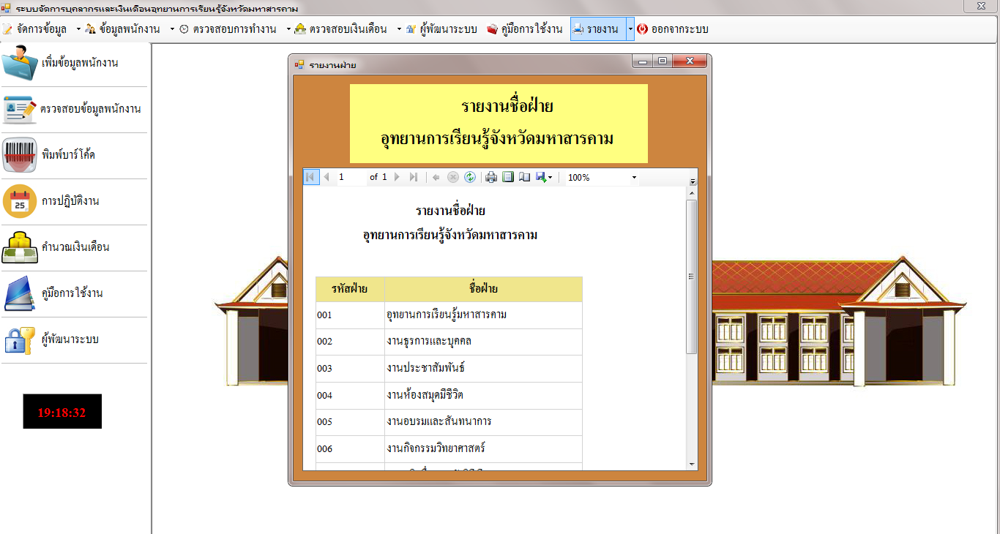 ระบบจัดการบุคลากรและเงินเดือนอุทยานการเรียนรู้จังหวัดมหาสารคาม
จัดการข้อมูล ข้อมูลพนักงาน ตรวจสอบการทำงาน ตรวจสอบเงินเดือน ผู้พัฒนาระบบ คู่มือการใช้งาน รายงาน ออกจากระบบ
เพิ่มข้อมูลพนักงาน
ตรวจสอบข้อมูลพนักงาน
พิมพ์บาร์โค้ด
25
การปฏิบัติงาน
คำนวณเงินเดือน
คู่มือการใช้งาน
ผู้พัฒนาระบบ
19:18:32
รายงานฝ่าย
รายงานชื่อฝ่าย
อุทยานการเรียนรู้จังหวัดมหาสารคาม
1 of 1 100%
รายงานชื่อฝ่าย
อุทยานการเรียนรู้จังหวัดมหาสารคาม
รหัสฝ่าย ชื่อฝ่าย
001 อุทยานการเรียนรู้มหาสารคาม
002 งานธุรการและบุคคล
003 งานประชาสัมพันธ์
004 งานห้องสมุดมีชีวิต
005 งานอบรมและสันทนาการ
006 งานกิจกรรมวิทยาศาสตร์